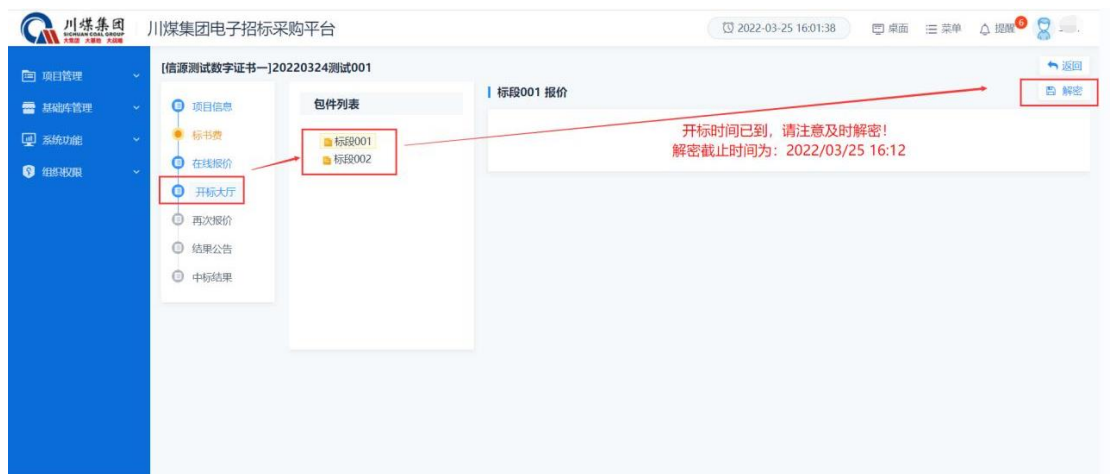 川煤集团
SICHUAN COAL GROUP
川煤集团电子招标采购平台
2022-03-25 16:01:38
桌面
菜单
提醒
6
项目管理
基础库管理
系统功能
组织权限
[信源测试数字证书一]20220324测试001
返回
项目信息
标书费
在线报价
开标大厅
再次报价
结果公告
中标结果
包件列表
标段001
标段002
标段001 报价
解密
开标时间已到，请注意及时解密！
解密截止时间为：2022/03/25 16:12